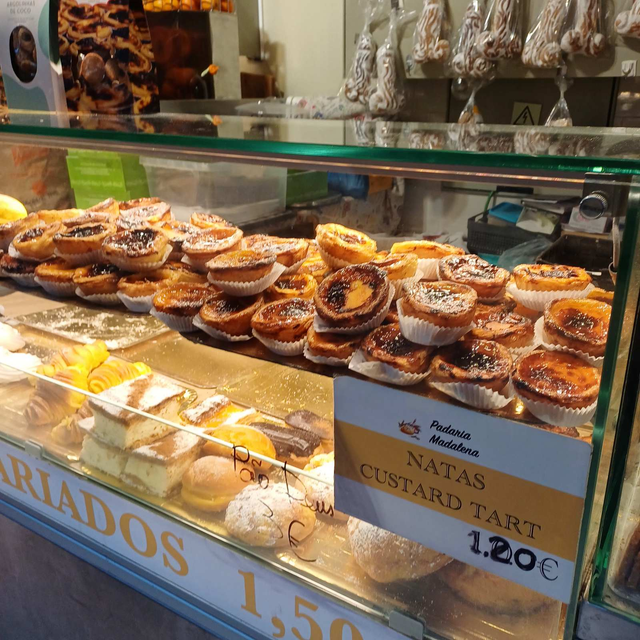 Padaria
Madalena
NATAS
CUSTARD TART
1.20€
ARIADOS 1,50